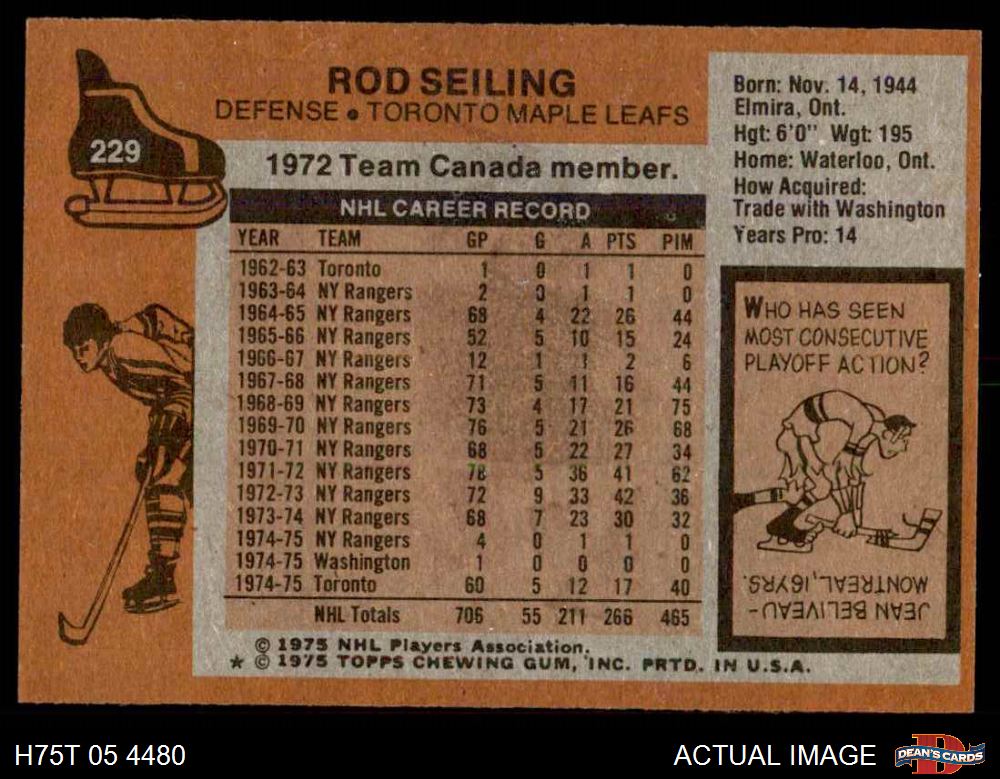 229
ROD SEILING
DEFENSE • TORONTO MAPLE LEAFS
1972 Team Canada member.
NHL CAREER RECORD
YEAR TEAM GP G A PTS PIM
1962-63 Toronto 1 0 1 1 0
1963-64 NY Rangers 2 0 1 1 0
1964-65 NY Rangers 68 4 22 26 44
1965-66 NY Rangers 52 5 10 15 24
1966-67 NY Rangers 12 1 1 2 6
1967-68 NY Rangers 71 5 11 16 44
1968-69 NY Rangers 73 4 17 21 75
1969-70 NY Rangers 76 5 21 26 68
1970-71 NY Rangers 68 5 22 27 34
1971-72 NY Rangers 78 5 36 41 62
1972-73 NY Rangers 72 9 33 42 36
1973-74 NY Rangers 68 7 23 30 32
1974-75 NY Rangers 4 0 1 1 0
1974-75 Washington 1 0 0 0 0
1974-75 Toronto 60 5 12 17 40
NHL Totals 706 55 211 266 465
© 1975 NHL Players Association.
★ © 1975 TOPPS CHEWING GUM, INC. PRTD. IN U.S.A.
Born: Nov. 14, 1944
Elmira, Ont.
Hgt: 6'0" Wgt: 195
Home: Waterloo, Ont.
How Acquired:
Trade with Washington
Years Pro: 14
WHO HAS SEEN
MOST CONSECUTIVE
PLAYOFF ACTION?
JEAN BELIVEAU-
MONTREAL, 16 YRS.
H75T 05 4480
ACTUAL IMAGE
DEAN'S CARDS